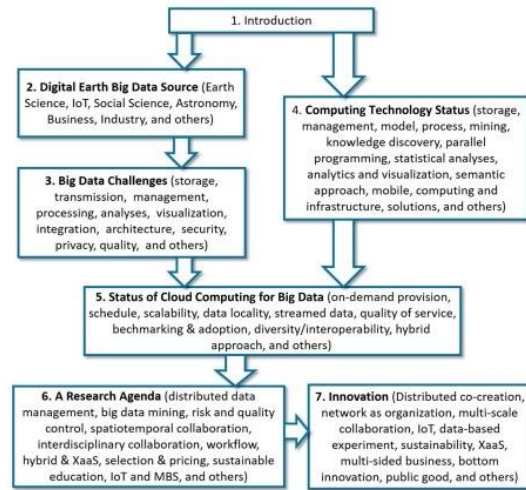 1. Introduction
2. Digital Earth Big Data Source (Earth
Science, IoT, Social Science, Astronomy,
Business, Industry, and others)
3. Big Data Challenges (storage,
transmission, management,
processing, analyses, visualization,
integration, architecture, security,
privacy, quality, and others)
4. Computing Technology Status (storage,
management, model, process, mining,
knowledge discovery, parallel
programming, statistical analyses,
analytics and visualization, semantic
approach, mobile, computing and
infrastructure, solutions, and others)
5. Status of Cloud Computing for Big Data (on-demand provision,
schedule, scalability, data locality, streamed data, quality of service,
bechmarking & adoption, diversity/interoperability, hybrid
approach, and others)
6. A Research Agenda (distributed data
management, big data mining, risk and quality
control, spatiotemporal collaboration,
interdisciplinary collaboration, workflow,
hybrid & XaaS, selection & pricing, sustainable
education, IoT and MBS, and others)
7. Innovation (Distributed co-creation,
network as organization, multi-scale
collaboration, IoT, data-based
experiment, sustainability, XaaS,
multi-sided business, bottom
innovation, public good, and others)